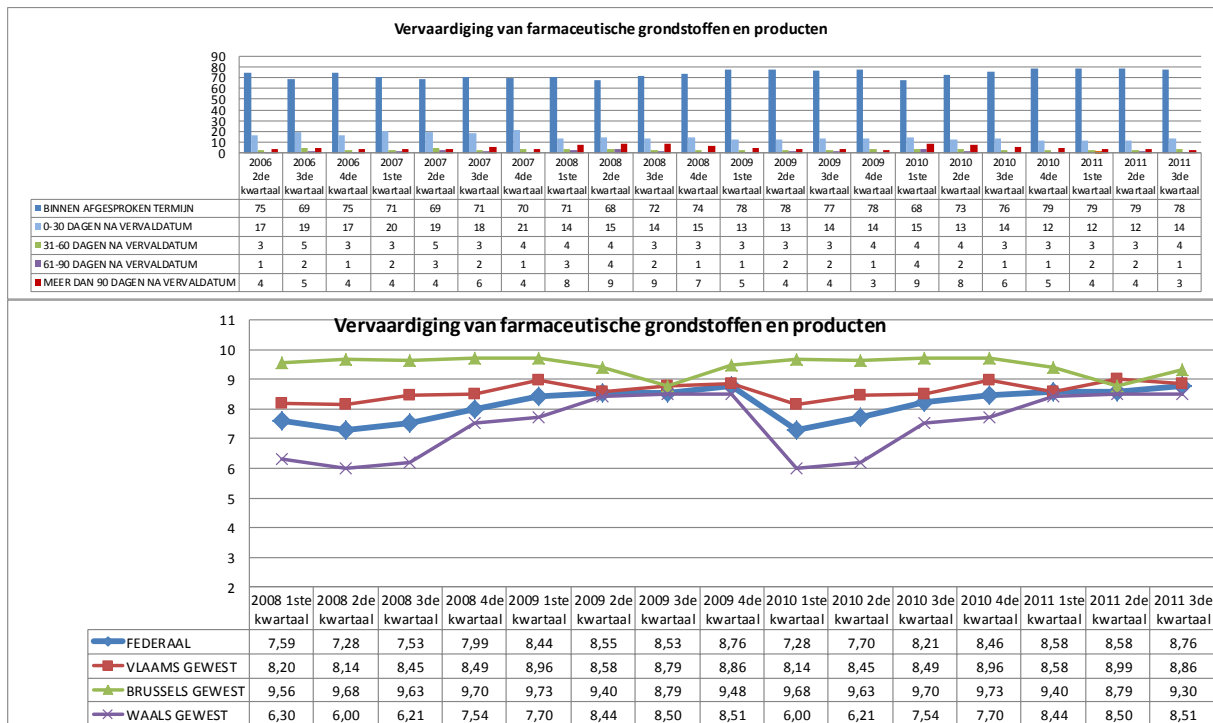 Vervaardiging van farmaceutische grondstoffen en producten
90
80
70
60
50
40
30
20
10
0
2006 2de kwartaal 2006 3de kwartaal 2006 4de kwartaal 2007 1ste kwartaal 2007 2de kwartaal 2007 3de kwartaal 2007 4de kwartaal 2008 1ste kwartaal 2008 2de kwartaal 2008 3de kwartaal 2008 4de kwartaal 2009 1ste kwartaal 2009 2de kwartaal 2009 3de kwartaal 2009 4de kwartaal 2010 1ste kwartaal 2010 2de kwartaal 2010 3de kwartaal 2010 4de kwartaal 2011 1ste kwartaal 2011 2de kwartaal 2011 3de kwartaal
BINNEN AFGESPROKEN TERMIJN 75 69 75 71 69 71 70 71 68 72 74 78 78 77 78 68 73 76 79 79 79 78
0-30 DAGEN NA VERVALDATUM 17 19 17 20 19 18 21 14 15 14 15 13 13 14 14 15 13 14 12 12 12 14
31-60 DAGEN NA VERVALDATUM 3 5 3 3 5 3 4 4 4 3 3 3 3 3 4 4 4 3 3 3 3 4
61-90 DAGEN NA VERVALDATUM 1 2 1 2 3 2 1 3 4 2 1 1 2 2 1 4 2 1 1 2 2 1
MEER DAN 90 DAGEN NA VERVALDATUM 4 5 4 4 4 6 4 8 9 9 7 5 4 4 3 9 8 6 5 4 4 3
Vervaardiging van farmaceutische grondstoffen en producten
11
10
9
8
7
6
5
4
3
2
2008 1ste kwartaal 2008 2de kwartaal 2008 3de kwartaal 2008 4de kwartaal 2009 1ste kwartaal 2009 2de kwartaal 2009 3de kwartaal 2009 4de kwartaal 2010 1ste kwartaal 2010 2de kwartaal 2010 3de kwartaal 2010 4de kwartaal 2011 1ste kwartaal 2011 2de kwartaal 2011 3de kwartaal
FEDERAAL 7,59 7,28 7,53 7,99 8,44 8,55 8,53 8,76 7,28 7,70 8,21 8,46 8,58 8,58 8,76
VLAAMS GEWEST 8,20 8,14 8,45 8,49 8,96 8,58 8,79 8,86 8,14 8,45 8,49 8,96 8,58 8,99 8,86
BRUSSELS GEWEST 9,56 9,68 9,63 9,70 9,73 9,40 8,79 9,48 9,68 9,63 9,70 9,73 9,40 8,79 9,30
WAALS GEWEST 6,30 6,00 6,21 7,54 7,70 8,44 8,50 8,51 6,00 6,21 7,54 7,70 8,44 8,50 8,51